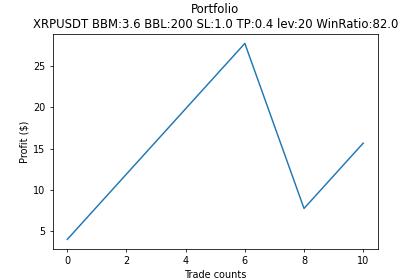 Portfolio
XRPUSDT BBM:3.6 BBL:200 SL:1.0 TP:0.4 lev:20 WinRatio:82.0
25
20
15
10
5
Profit ($)
0 2 4 6 8 10
Trade counts